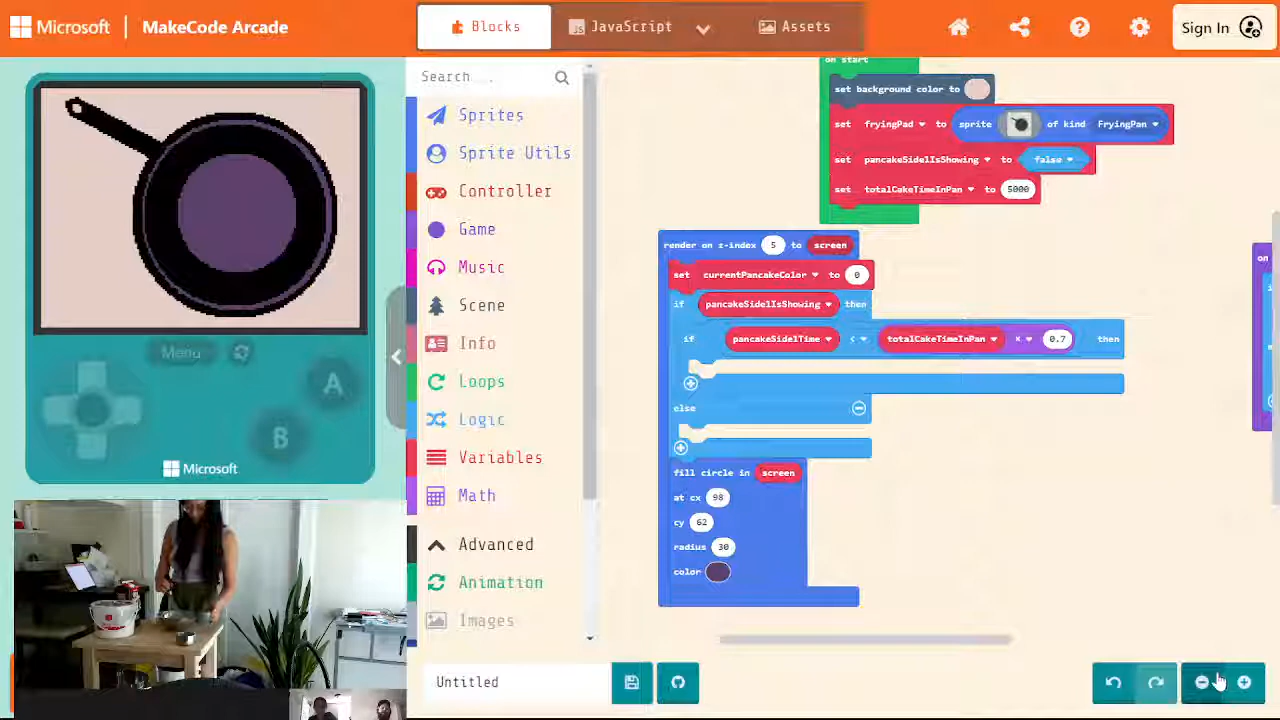 Microsoft
MakeCode Arcade
Blocks
JavaScript
Assets
Sign In
Search...
Sprites
Sprite Utils
Controller
Game
Music
Scene
Info
Loops
Logic
Variables
Math
Advanced
Animation
Images
Menu
A
B
Microsoft
on start
set background color to
set fryingPad to sprite of kind FryingPan
set pancakeSide1IsShowing to false
set totalCakeTimeInPan to 5000
render on z-index 5 to screen
set currentPancakeColor to 0
if pancakeSide1IsShowing then
if pancakeSide1Time < totalCakeTimeInPan × 0.7 then
else
fill circle in screen
at cx 98
cy 62
radius 30
color
on
Untitled